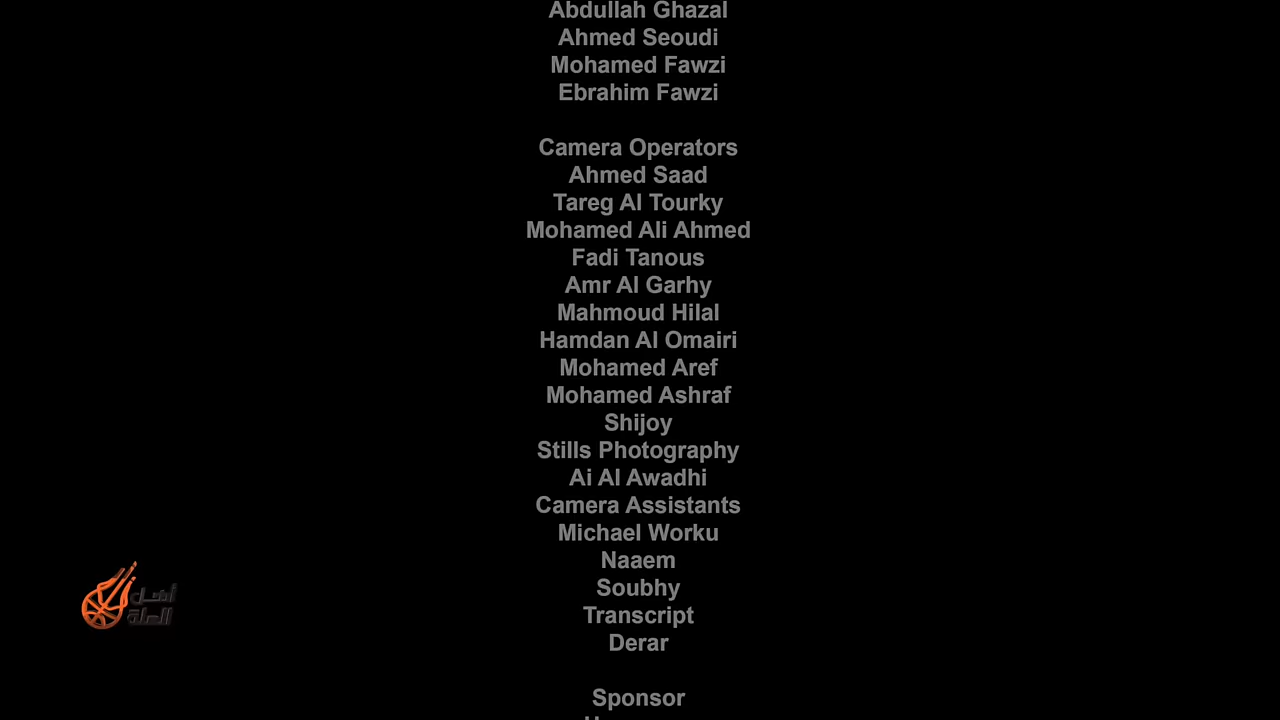 Abdullah Ghazal
Ahmed Seoudi
Mohamed Fawzi
Ebrahim Fawzi
Camera Operators
Ahmed Saad
Tareg Al Tourky
Mohamed Ali Ahmed
Fadi Tanous
Amr Al Garhy
Mahmoud Hilal
Hamdan Al Omairi
Mohamed Aref
Mohamed Ashraf
Shijoy
Stills Photography
Ai Al Awadhi
Camera Assistants
Michael Worku
Naaem
Soubhy
Transcript
Derar
Sponsor